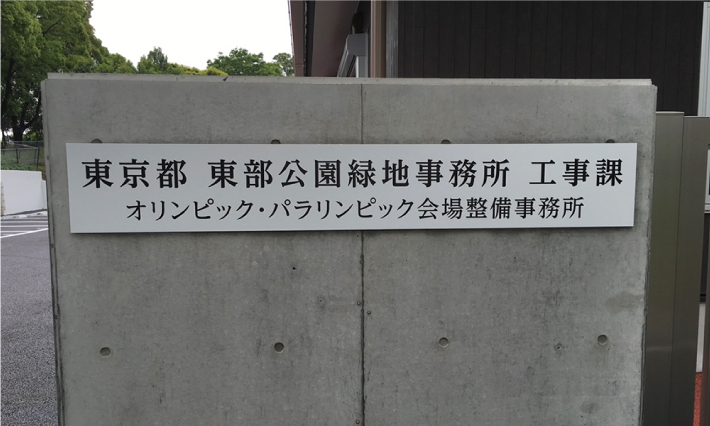 東京都 東部公園緑地事務所 工事課
オリンピック・パラリンピック会場整備事務所